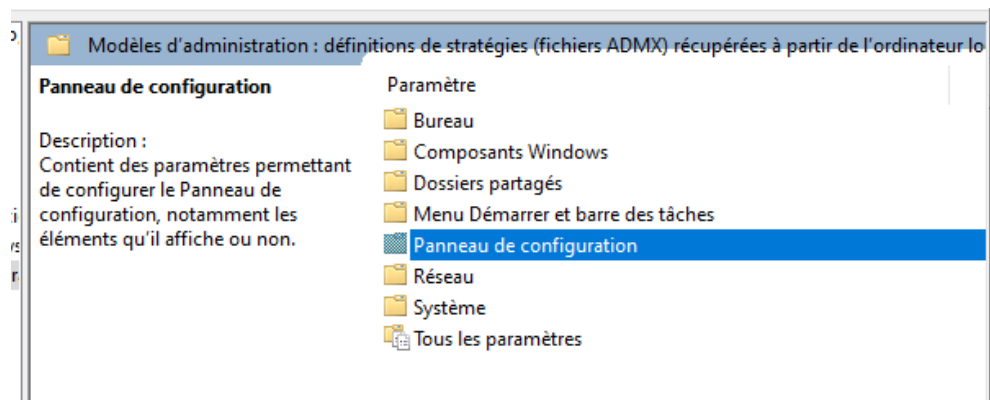 Modèles d'administration : définitions de stratégies (fichiers ADMX) récupérées à partir de l'ordinateur lo
Panneau de configuration
Description :
Contient des paramètres permettant
de configurer le Panneau de
configuration, notamment les
éléments qu'il affiche ou non.
Paramètre
Bureau
Composants Windows
Dossiers partagés
Menu Démarrer et barre des tâches
Panneau de configuration
Réseau
Système
Tous les paramètres